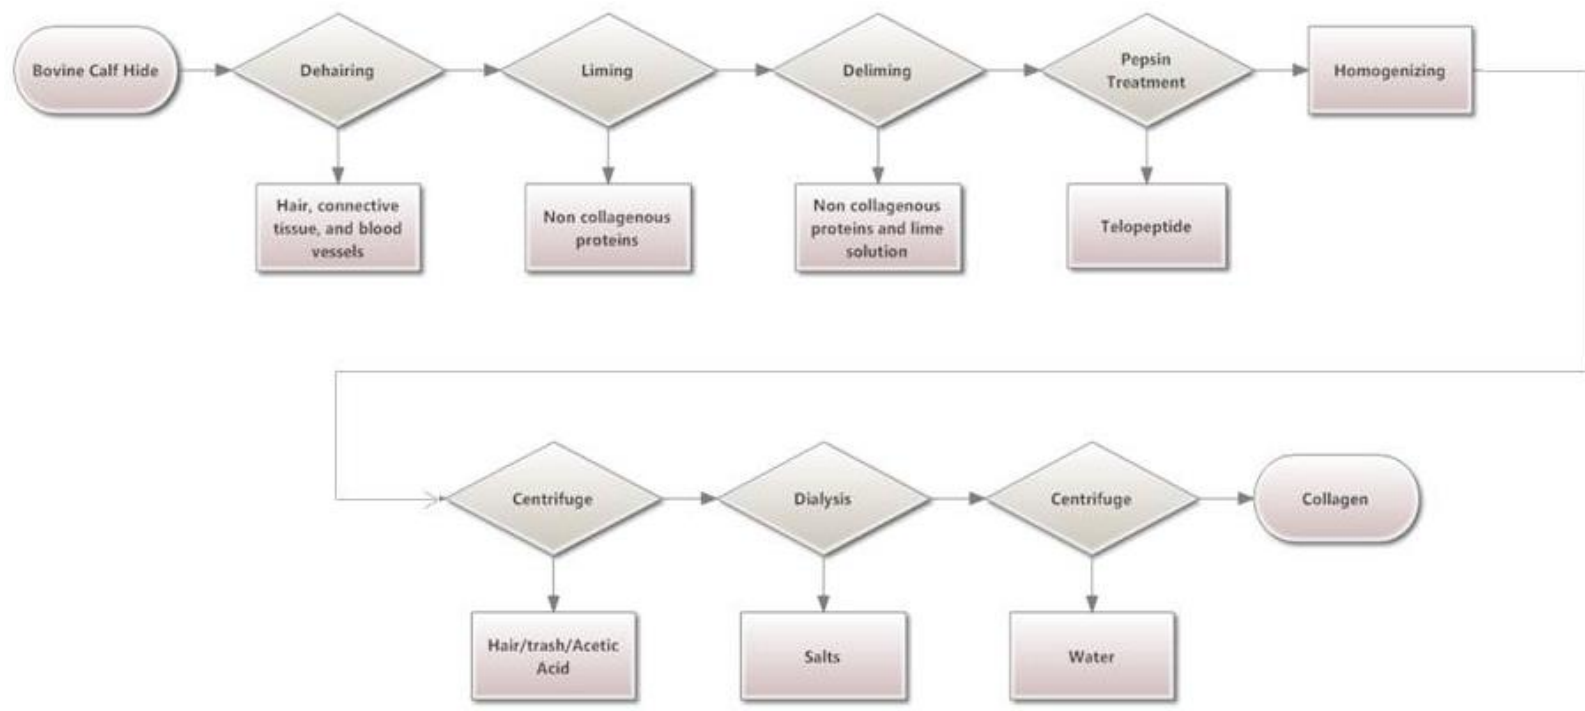 Bovine Calf Hide
Dehairing
Liming
Deliming
Pepsin
Treatment
Homogenizing
Hair, connective
tissue, and blood
vessels
Non collagenous
proteins
Non collagenous
proteins and lime
solution
Telopeptide
Centrifuge
Dialysis
Centrifuge
Collagen
Hair/trash/Acetic
Acid
Salts
Water